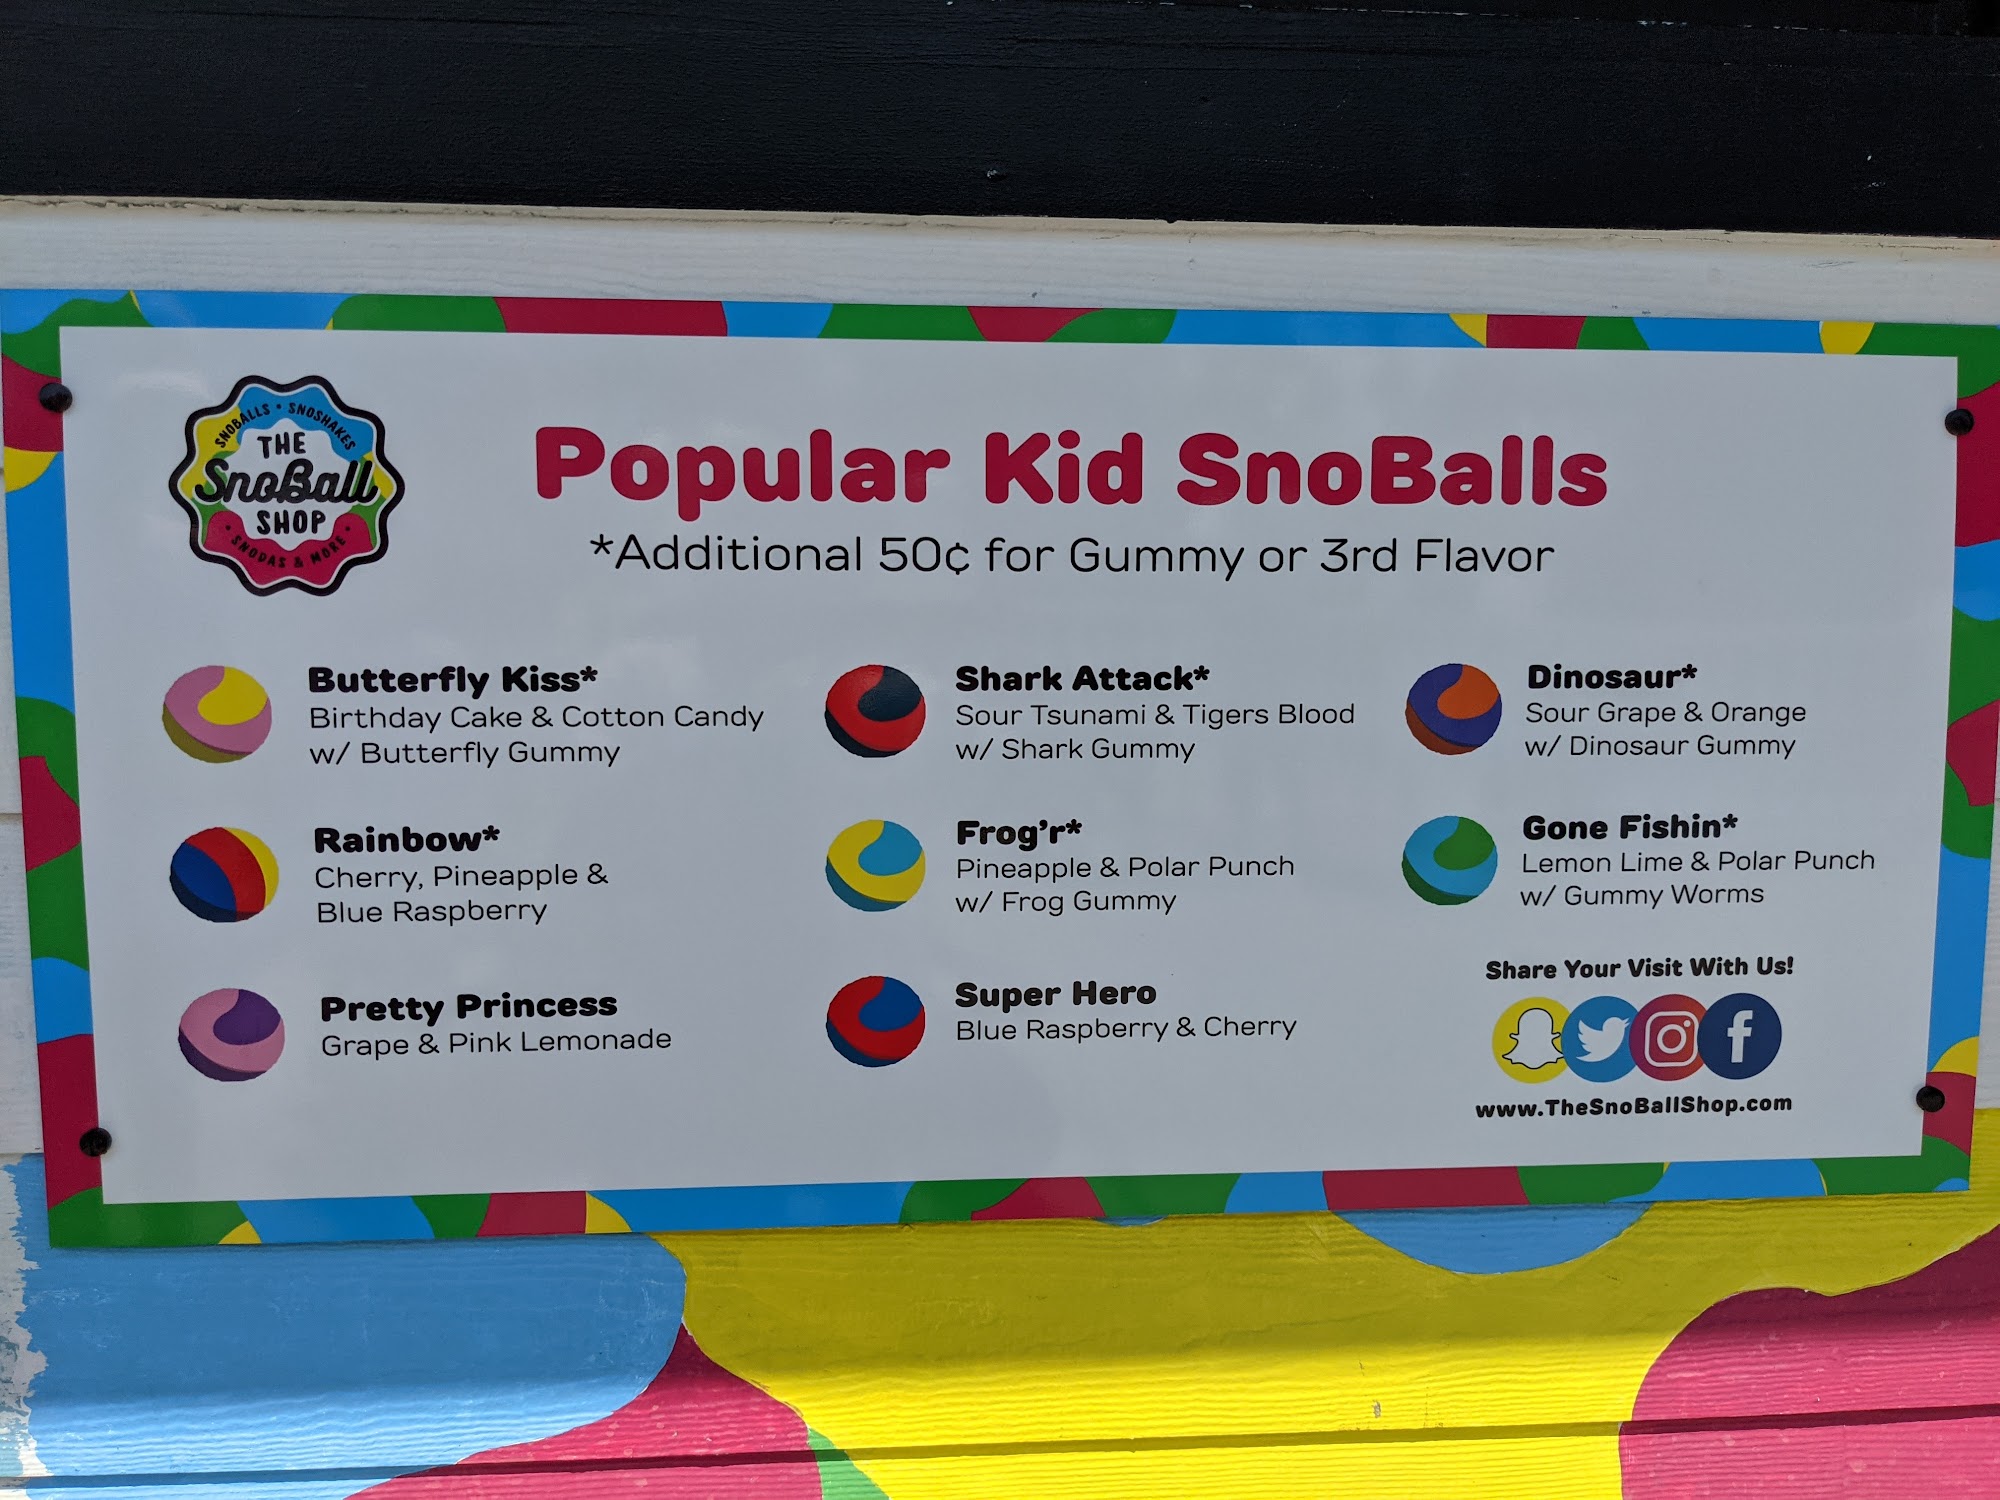 SNOBALLS • SNOSHAKES
THE
SnoBall
SHOP
• SNODAS & MORE •
Popular Kid SnoBalls
*Additional 50¢ for Gummy or 3rd Flavor
Butterfly Kiss*
Birthday Cake & Cotton Candy
w/ Butterfly Gummy
Rainbow*
Cherry, Pineapple &
Blue Raspberry
Pretty Princess
Grape & Pink Lemonade
Shark Attack*
Sour Tsunami & Tigers Blood
w/ Shark Gummy
Frog'r*
Pineapple & Polar Punch
w/ Frog Gummy
Super Hero
Blue Raspberry & Cherry
Dinosaur*
Sour Grape & Orange
w/ Dinosaur Gummy
Gone Fishin*
Lemon Lime & Polar Punch
w/ Gummy Worms
Share Your Visit With Us!
www.TheSnoBallShop.com